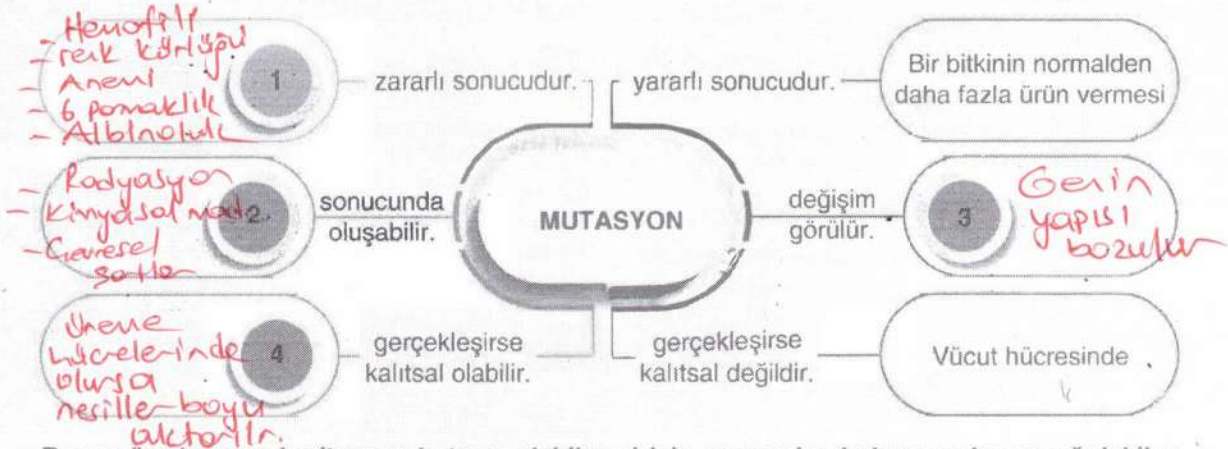 - Hemofili
- renk körlüğü
- Anemi
- 6 parmaklık
- Albinoluk
1
zararlı sonucudur.
yararlı sonucudur.
Bir bitkinin normalden
daha fazla ürün vermesi
- Radyasyon
- Kimyasal mad.
- Çevresel
şartlar
2
sonucunda
oluşabilir.
MUTASYON
değişim
görülür.
3
Genin
yapısı
bozulur
Üreme
hücrelerinde
olursa
nesiller boyu
aktarılır.
4
gerçekleşirse
kalıtsal olabilir.
gerçekleşirse
kalıtsal değildir.
Vücut hücresinde